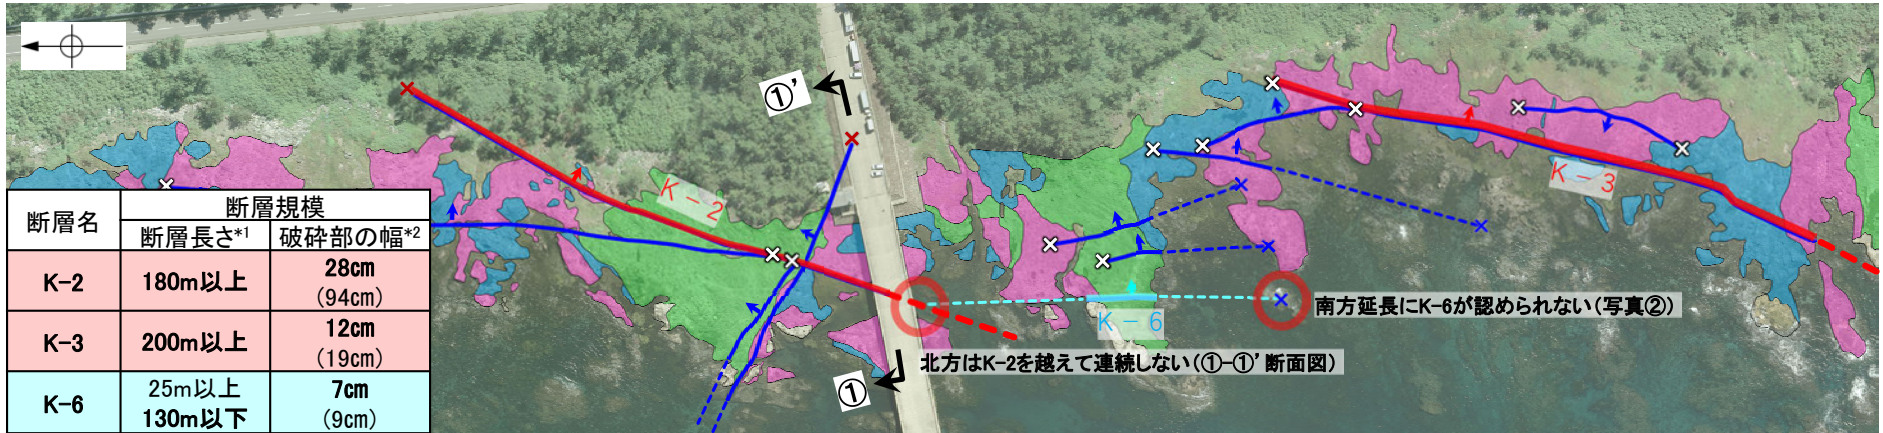 ①’
K－2
K－3
K－6
南方延長にK-6が認められない(写真②)
北方はK-2を越えて連続しない(①-①’断面図)
①
断層名 断層規模
断層長さ*1 破砕部の幅*2
K-2 180m以上 28cm
(94cm)
K-3 200m以上 12cm
(19cm)
K-6 25m以上 7cm
130m以下 (9cm)